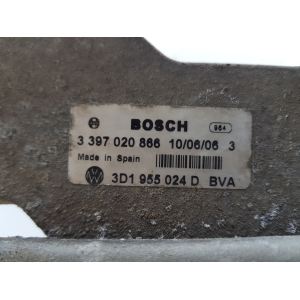 BOSCH 964
3 397 020 866 10/06/06 3
Made in Spain
3D1 955 024 D BVA